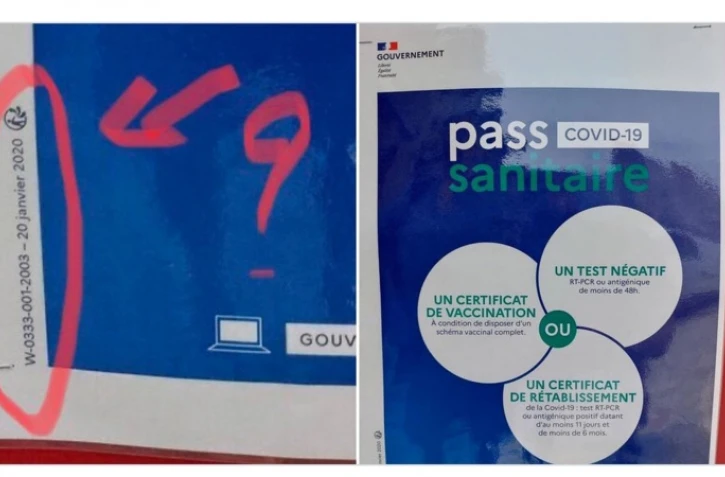 W-0333-001-2003 – 20 janvier 2020
?
GOUV
GOUVERNEMENT
Liberté
Égalité
Fraternité
pass COVID-19
sanitaire
UN TEST NÉGATIF
RT-PCR ou antigénique
de moins de 48h.
UN CERTIFICAT
DE VACCINATION
À condition de disposer d'un
schéma vaccinal complet.
OU
UN CERTIFICAT
DE RÉTABLISSEMENT
de la Covid-19 : test RT-PCR
ou antigénique positif datant
d'au moins 11 jours et
de moins de 6 mois.